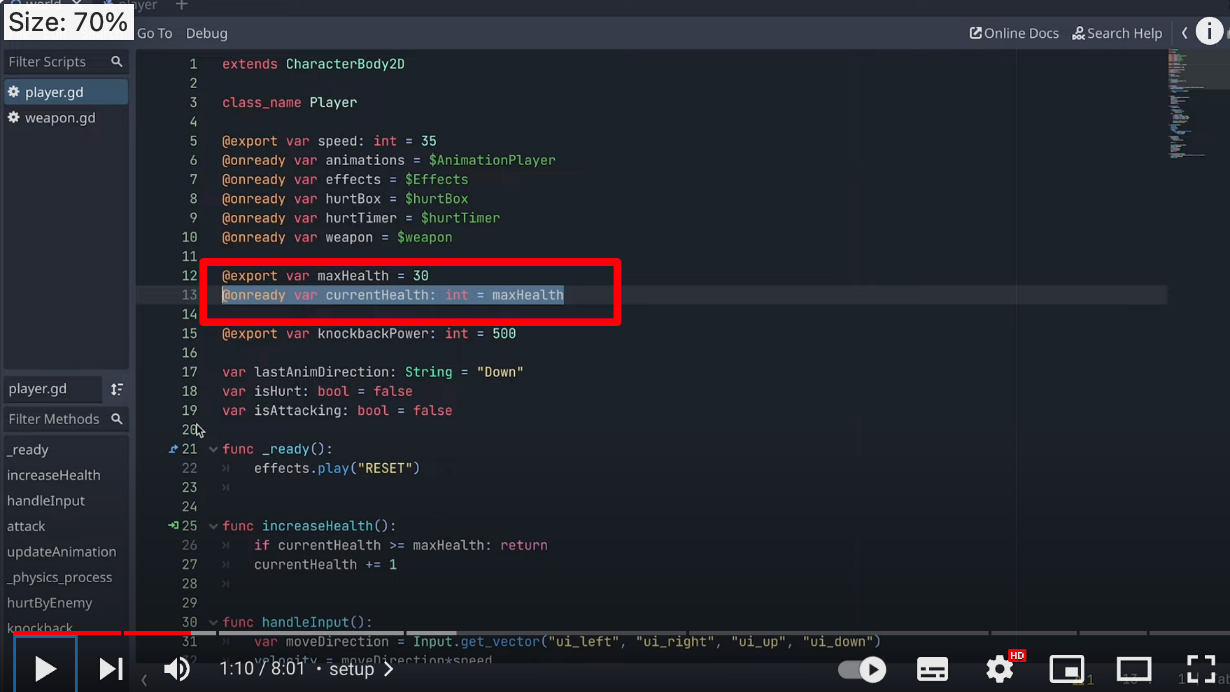 world
player
Size: 70%
Go To Debug
Online Docs Search Help
Filter Scripts
player.gd
weapon.gd
player.gd
Filter Methods
_ready
increaseHealth
handleInput
attack
updateAnimation
_physics_process
hurtByEnemy
knockback
1 extends CharacterBody2D
2
3 class_name Player
4
5 @export var speed: int = 35
6 @onready var animations = $AnimationPlayer
7 @onready var effects = $Effects
8 @onready var hurtBox = $hurtBox
9 @onready var hurtTimer = $hurtTimer
10 @onready var weapon = $weapon
11
12 @export var maxHealth = 30
13 @onready var currentHealth: int = maxHealth
14
15 @export var knockbackPower: int = 500
16
17 var lastAnimDirection: String = "Down"
18 var isHurt: bool = false
19 var isAttacking: bool = false
20
21 func _ready():
22 effects.play("RESET")
23
24
25 func increaseHealth():
26 if currentHealth >= maxHealth: return
27 currentHealth += 1
28
29
30 func handleInput():
31 var moveDirection = Input.get_vector("ui_left", "ui_right", "ui_up", "ui_down")
velocity = moveDirection*speed
1:10 / 8:01 • setup
HD